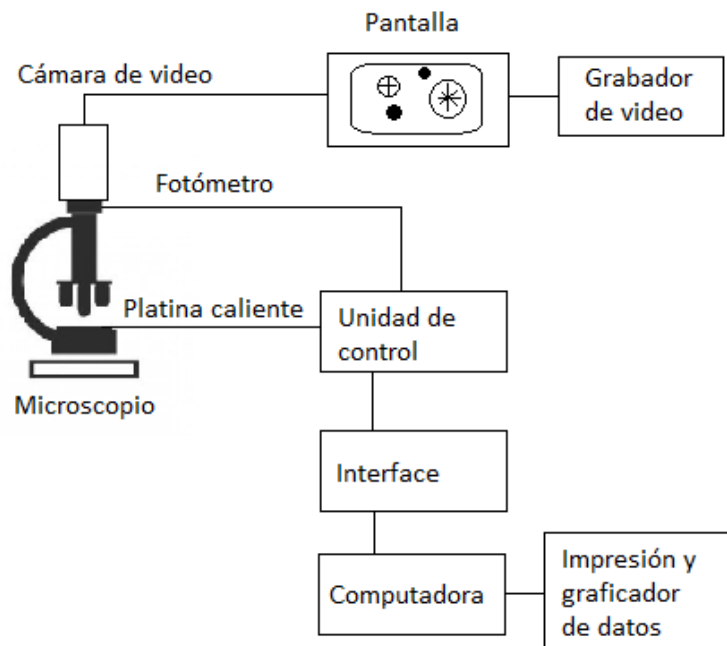 Pantalla
Cámara de video
Grabador
de video
Fotómetro
Platina caliente
Unidad de
control
Microscopio
Interface
Computadora
Impresión y
graficador
de datos